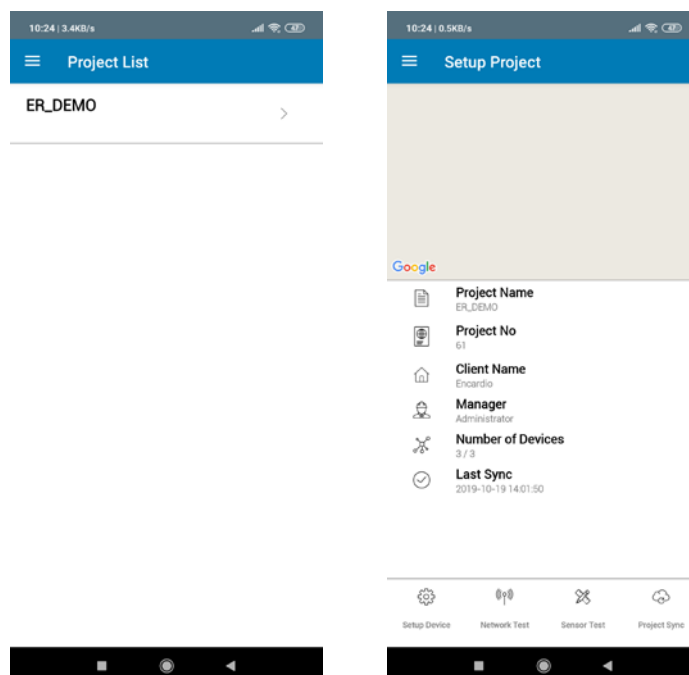 10:24 | 3.4KB/s
47
Project List
ER_DEMO
10:24 | 0.5KB/s
47
Setup Project
Google
Project Name
ER_DEMO
Project No
61
Client Name
Encardio
Manager
Administrator
Number of Devices
3 / 3
Last Sync
2019-10-19 14:01:50
Setup Device Network Test Sensor Test Project Sync